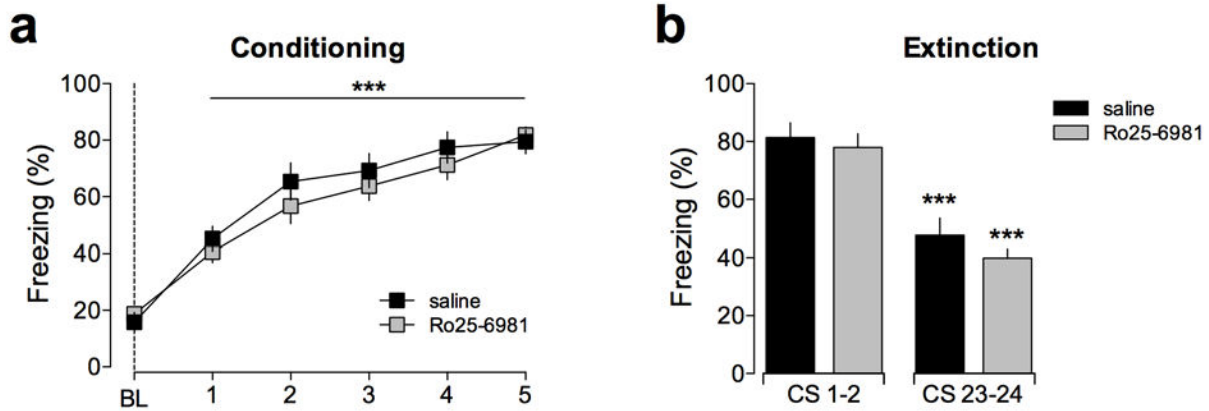 a
Conditioning
Freezing (%)
100
80
60
40
20
0
***
saline
Ro25-6981
BL 1 2 3 4 5
b
Extinction
Freezing (%)
100
80
60
40
20
0
***
***
saline
Ro25-6981
CS 1-2 CS 23-24